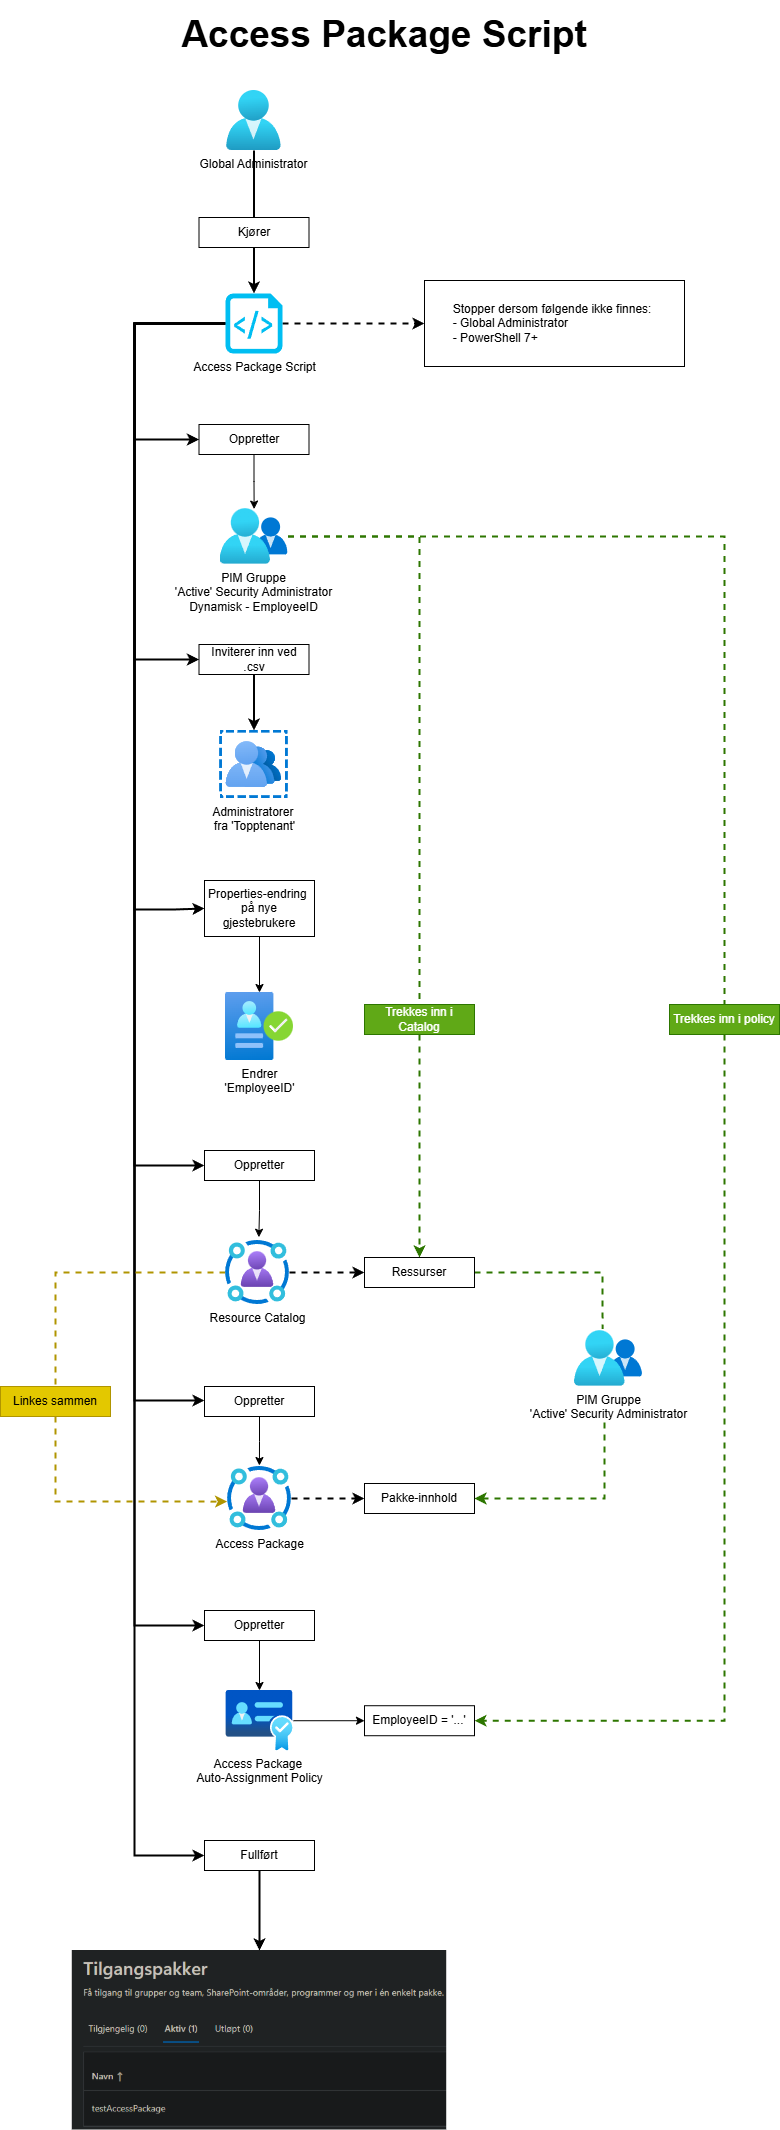 Access Package Script
Global Administrator
Kjører
Stopper dersom følgende ikke finnes:
- Global Administrator
- PowerShell 7+
Access Package Script
Oppretter
PIM Gruppe
'Active' Security Administrator
Dynamisk - EmployeeID
Inviterer inn ved
.csv
Administratorer
fra 'Topptenant'
Properties-endring
på nye
gjestebrukere
Trekkes inn i
Catalog
Trekkes inn i policy
Endrer
'EmployeeID'
Oppretter
Ressurser
Resource Catalog
Linkes sammen
Oppretter
PIM Gruppe
'Active' Security Administrator
Pakke-innhold
Access Package
Oppretter
EmployeeID = '...'
Access Package
Auto-Assignment Policy
Fullført
Tilgangspakker
Få tilgang til grupper og team, SharePoint-områder, programmer og mer i én enkelt pakke.
Tilgjengelig (0) Aktiv (1) Utløpt (0)
Navn ↑
testAccessPackage